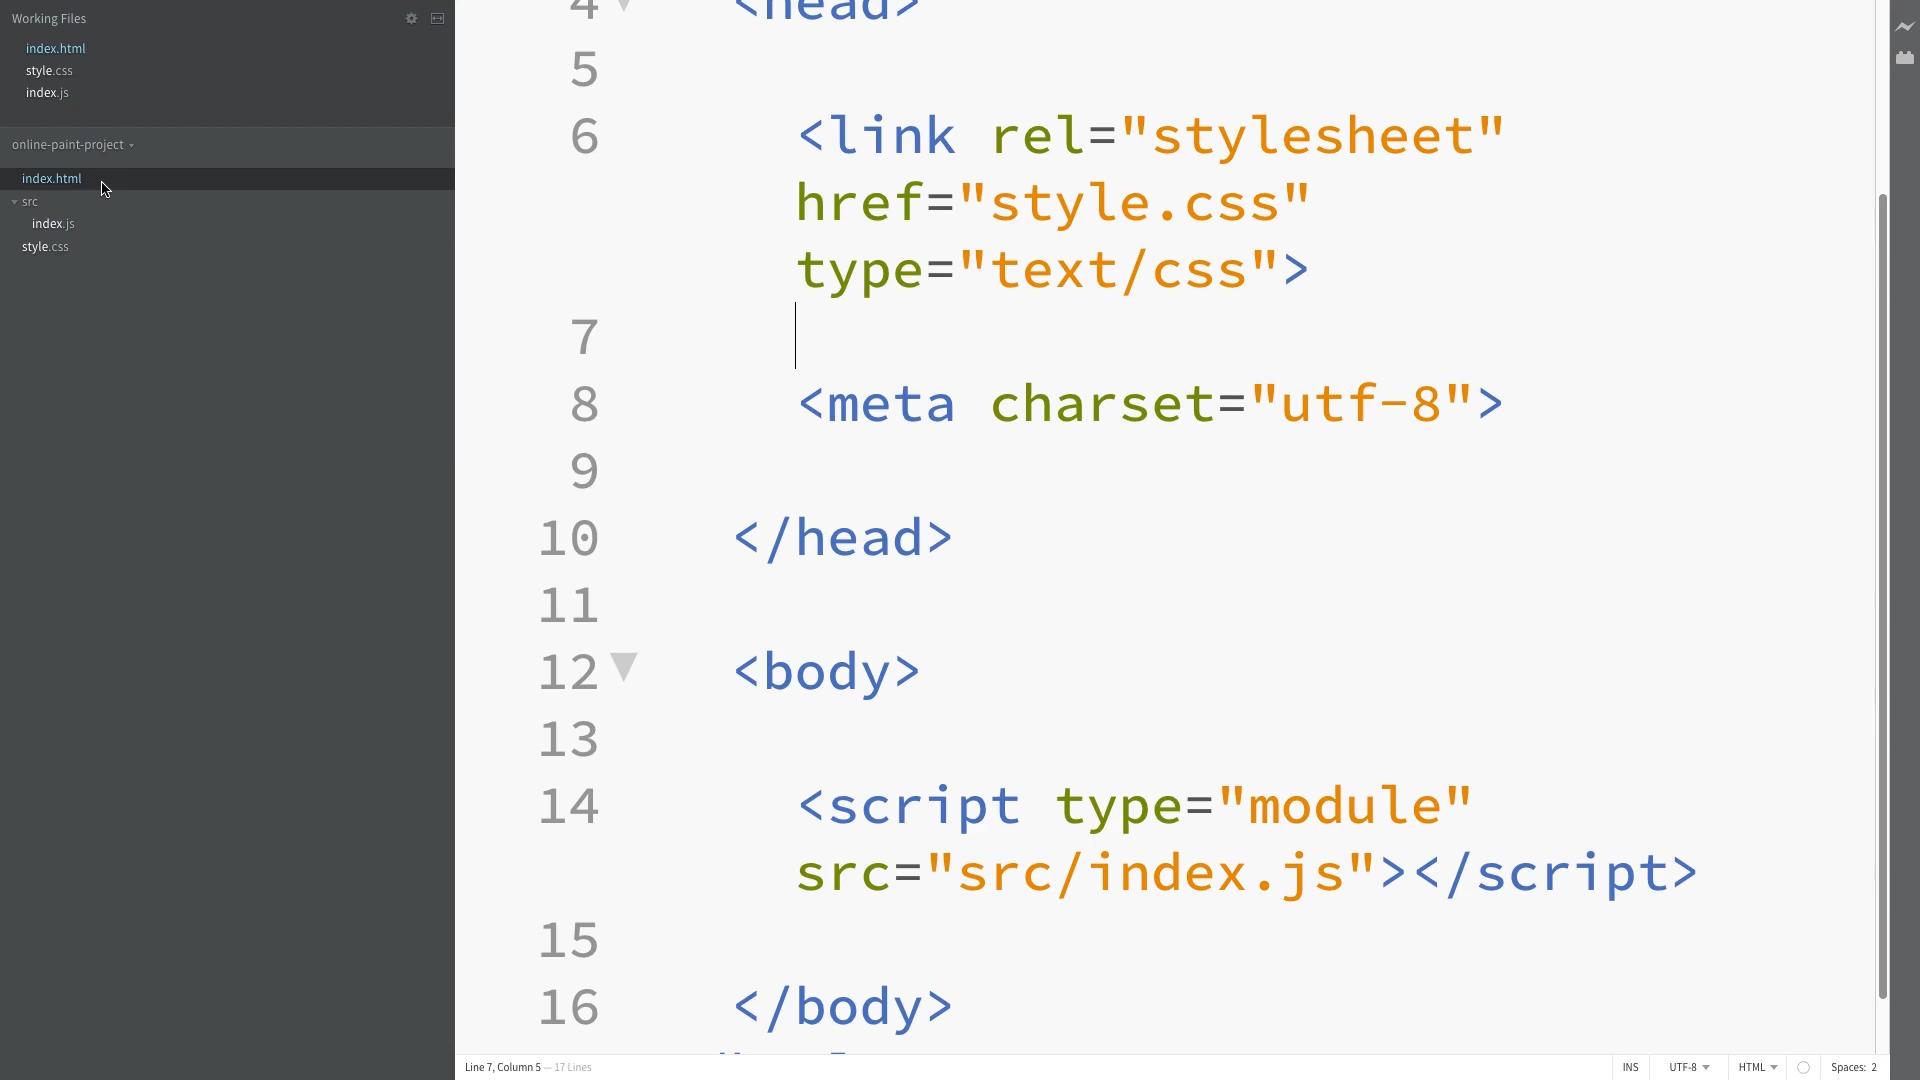 Working Files
index.html
style.css
index.js
online-paint-project
index.html
src
index.js
style.css
4 <head>
5
6 <link rel="stylesheet"
href="style.css"
type="text/css">
7
8 <meta charset="utf-8">
9
10 </head>
11
12 <body>
13
14 <script type="module"
src="src/index.js"></script>
15
16 </body>
Line 7, Column 5 — 17 Lines
INS UTF-8 HTML Spaces: 2